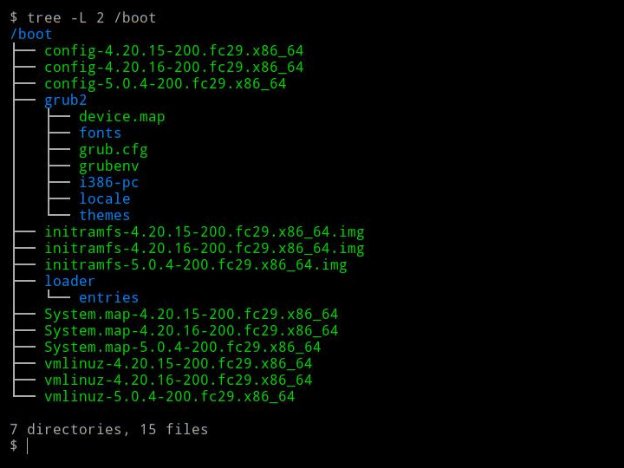 $ tree -L 2 /boot
/boot
├── config-4.20.15-200.fc29.x86_64
├── config-4.20.16-200.fc29.x86_64
├── config-5.0.4-200.fc29.x86_64
├── grub2
│   ├── device.map
│   ├── fonts
│   ├── grub.cfg
│   ├── grubenv
│   ├── i386-pc
│   ├── locale
│   └── themes
├── initramfs-4.20.15-200.fc29.x86_64.img
├── initramfs-4.20.16-200.fc29.x86_64.img
├── initramfs-5.0.4-200.fc29.x86_64.img
├── loader
│   └── entries
├── System.map-4.20.15-200.fc29.x86_64
├── System.map-4.20.16-200.fc29.x86_64
├── System.map-5.0.4-200.fc29.x86_64
├── vmlinuz-4.20.15-200.fc29.x86_64
├── vmlinuz-4.20.16-200.fc29.x86_64
└── vmlinuz-5.0.4-200.fc29.x86_64

7 directories, 15 files
$